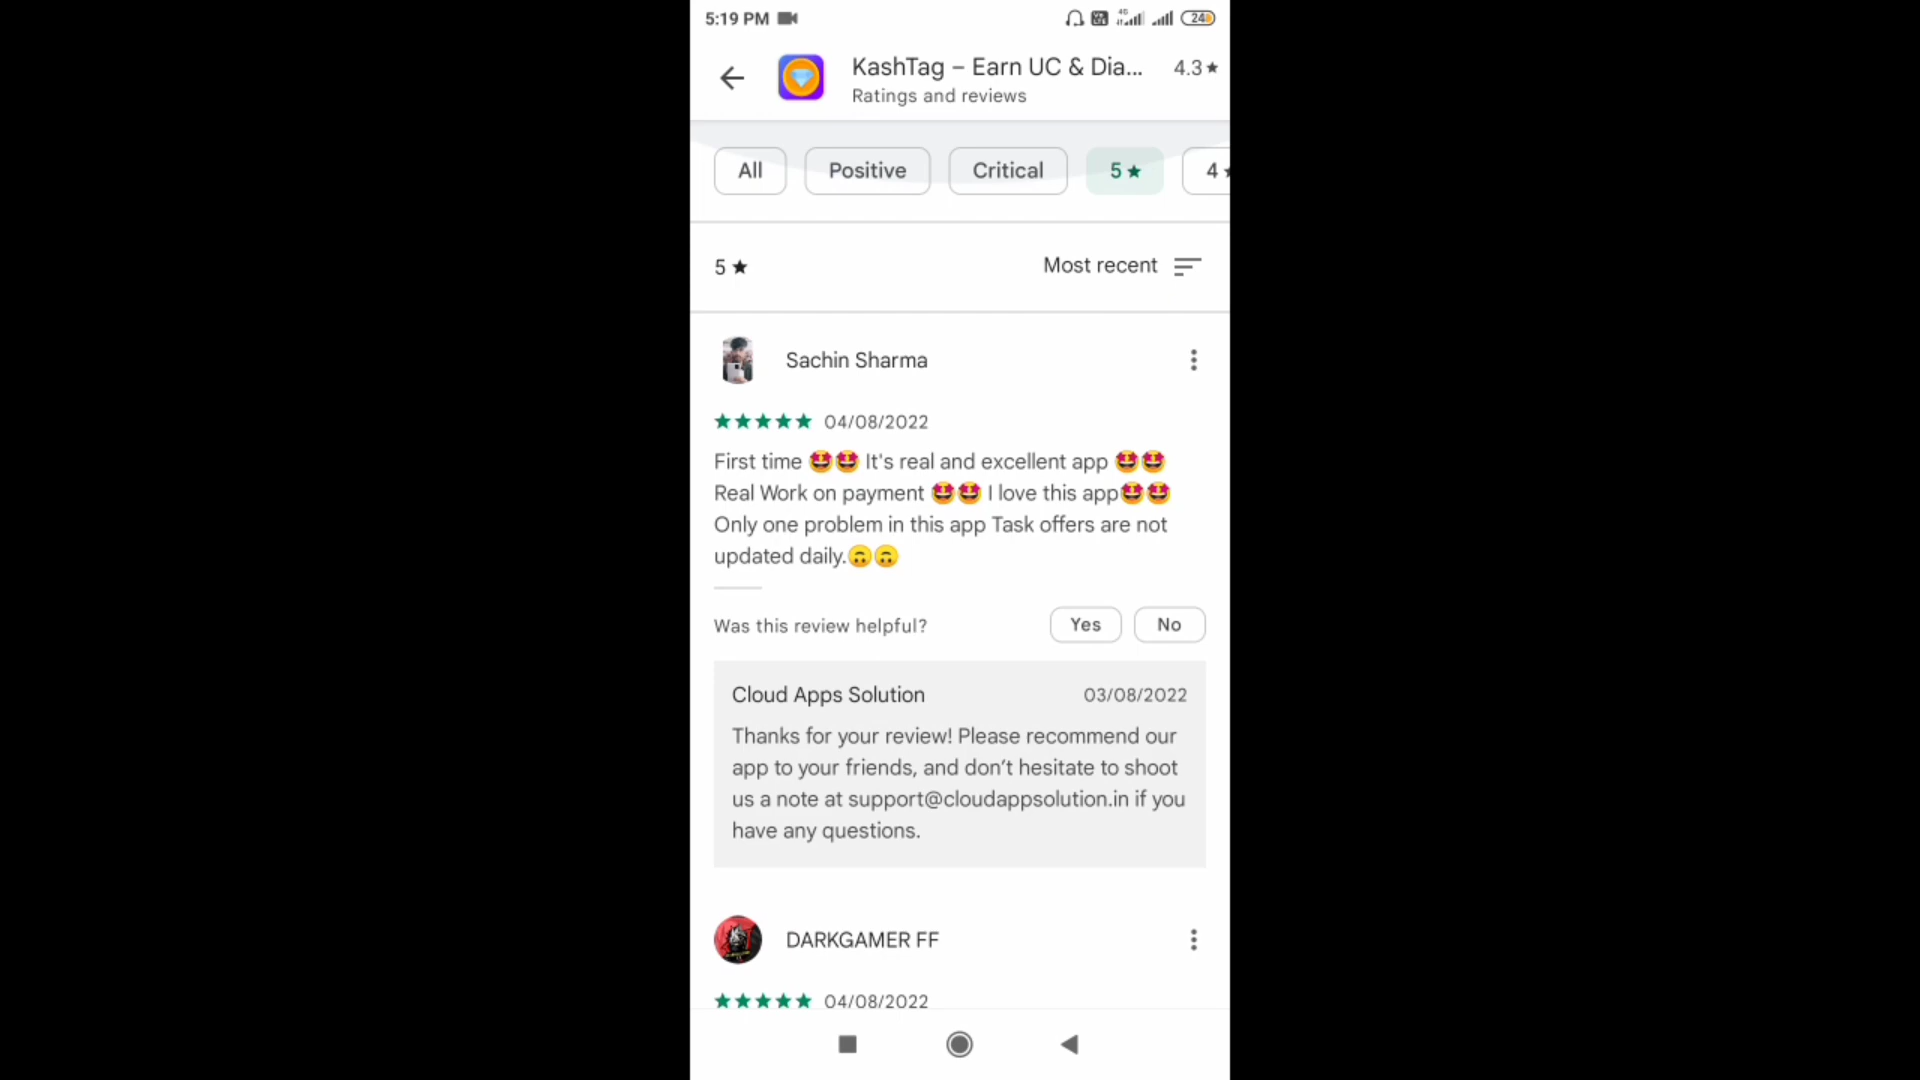 5:19 PM
4G
24
KashTag – Earn UC & Dia...
4.3★
Ratings and reviews
All
Positive
Critical
5★
4
5★
Most recent
Sachin Sharma
★★★★★ 04/08/2022
First time 🤩🤩 It's real and excellent app 🤩🤩
Real Work on payment 🤩🤩 I love this app🤩🤩
Only one problem in this app Task offers are not
updated daily.🙃🙃
Was this review helpful?
Yes
No
Cloud Apps Solution
03/08/2022
Thanks for your review! Please recommend our
app to your friends, and don’t hesitate to shoot
us a note at support@cloudappsolution.in if you
have any questions.
DARKGAMER FF
★★★★★ 04/08/2022